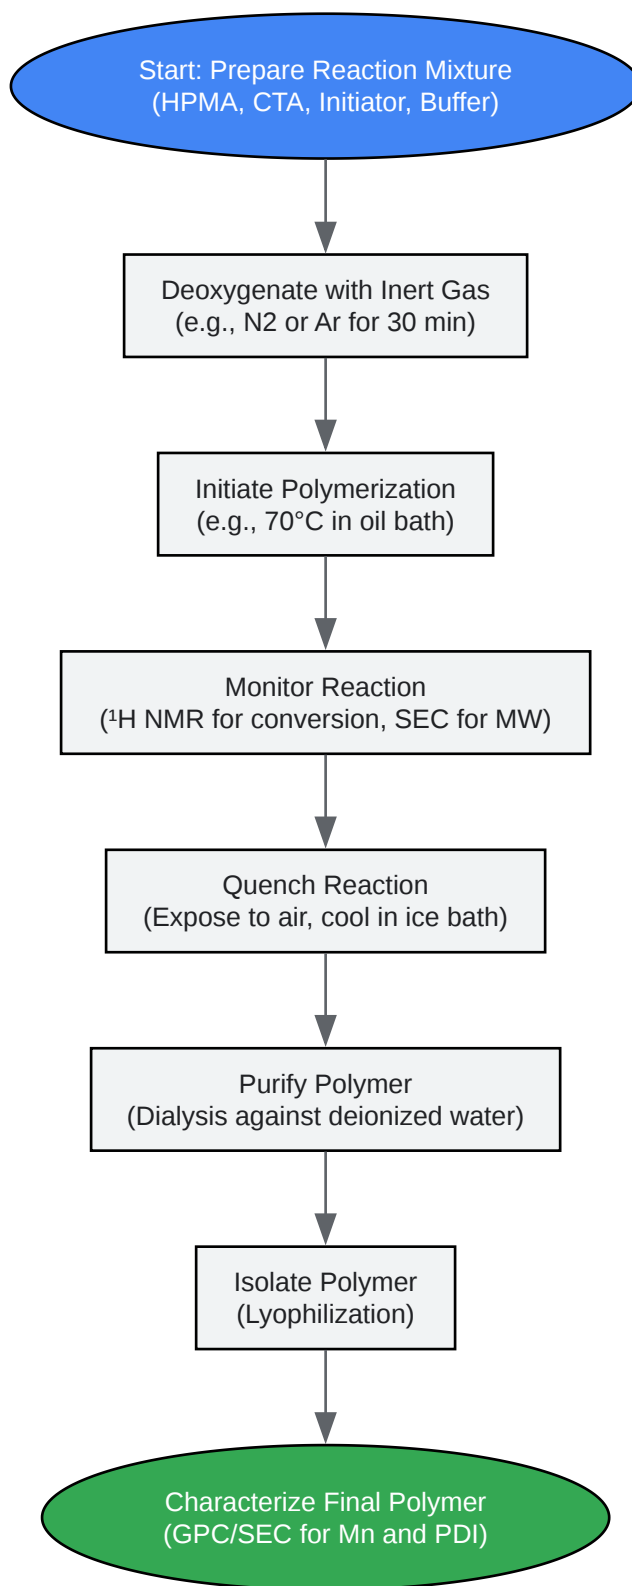 Start: Prepare Reaction Mixture
(HPMA, CTA, Initiator, Buffer)
Deoxygenate with Inert Gas
(e.g., N2 or Ar for 30 min)
Initiate Polymerization
(e.g., 70°C in oil bath)
Monitor Reaction
(¹H NMR for conversion, SEC for MW)
Quench Reaction
(Expose to air, cool in ice bath)
Purify Polymer
(Dialysis against deionized water)
Isolate Polymer
(Lyophilization)
Characterize Final Polymer
(GPC/SEC for Mn and PDI)